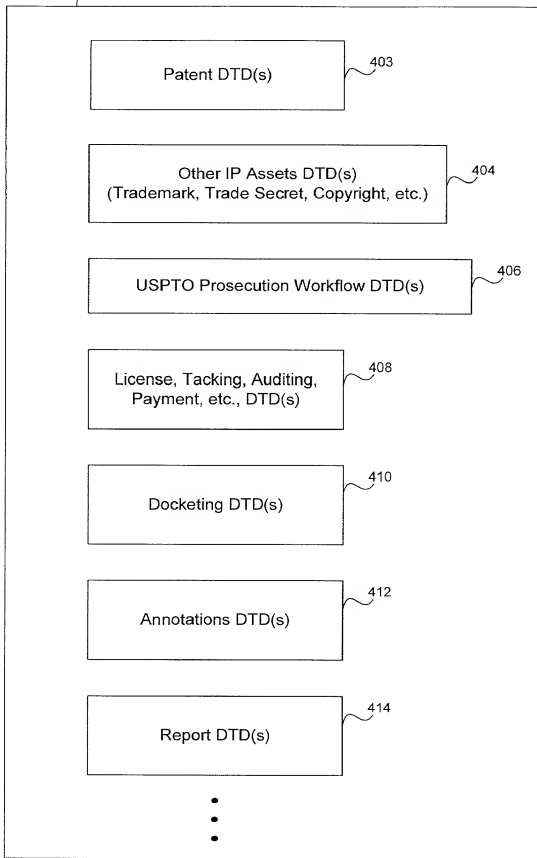 Patent DTD(s)
403
Other IP Assets DTD(s)
(Trademark, Trade Secret, Copyright, etc.)
404
USPTO Prosecution Workflow DTD(s)
406
License, Tacking, Auditing,
Payment, etc., DTD(s)
408
Docketing DTD(s)
410
Annotations DTD(s)
412
Report DTD(s)
414